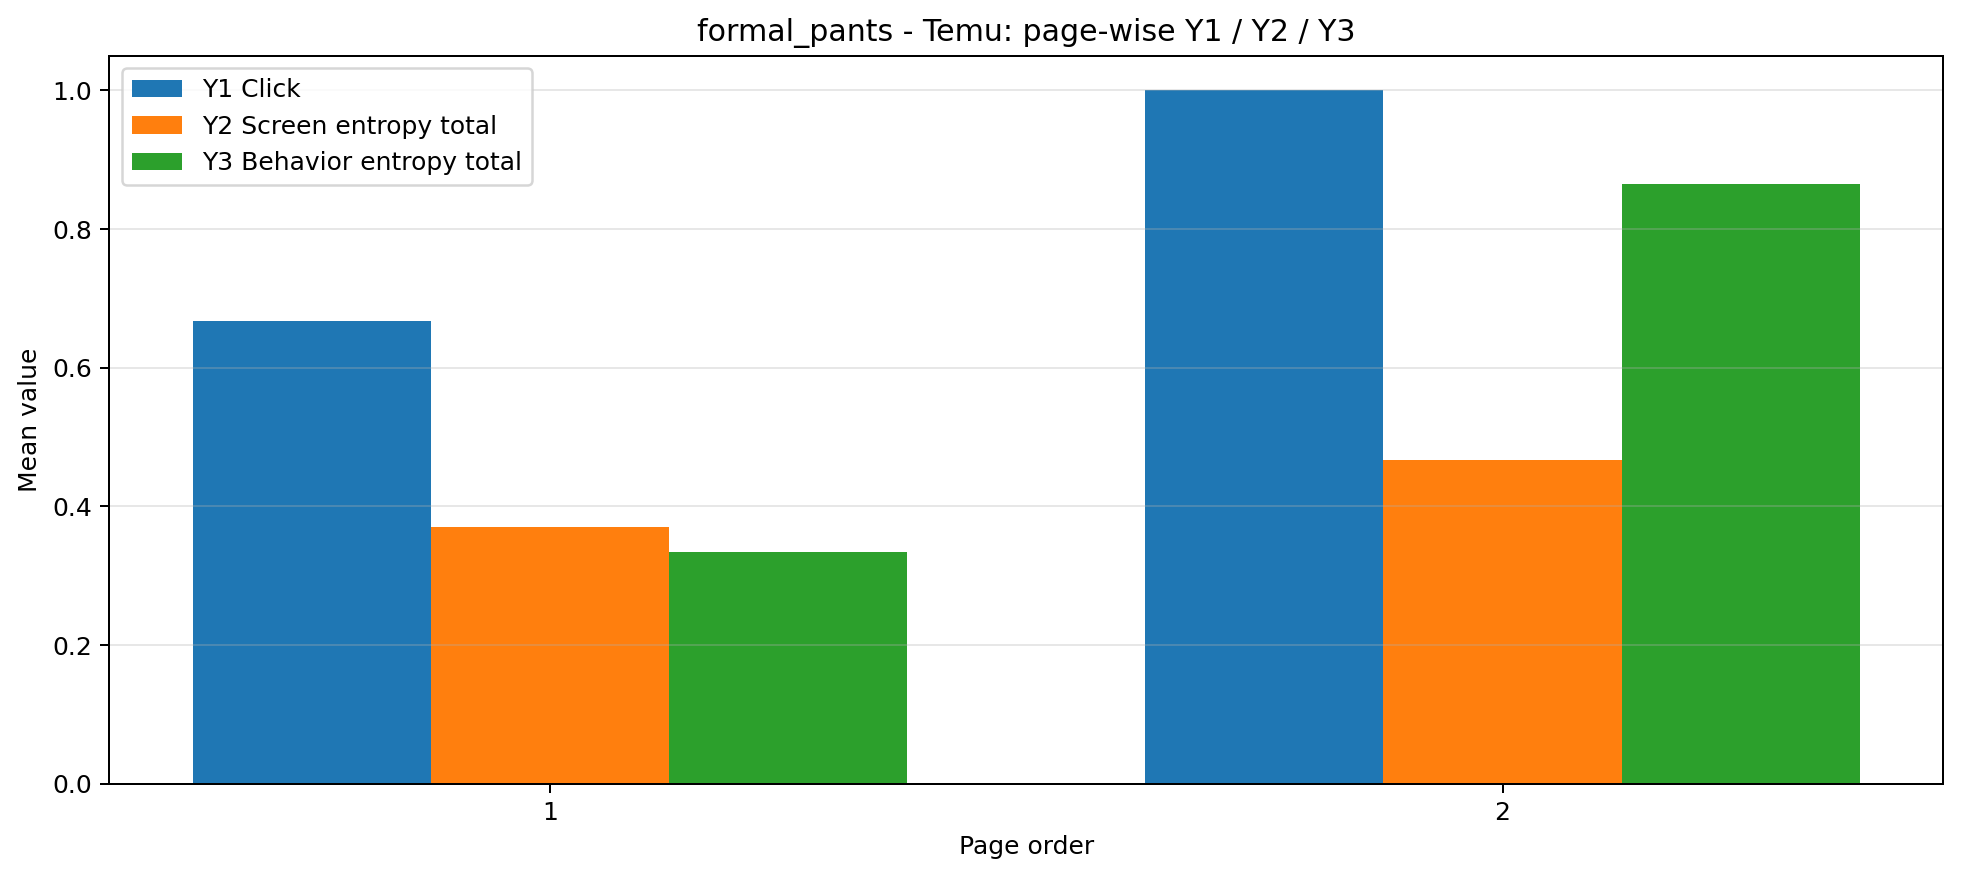 formal_pants - Temu: page-wise Y1 / Y2 / Y3
Y1 Click
Y2 Screen entropy total
Y3 Behavior entropy total
Mean value
1.0
0.8
0.6
0.4
0.2
0.0
1
2
Page order